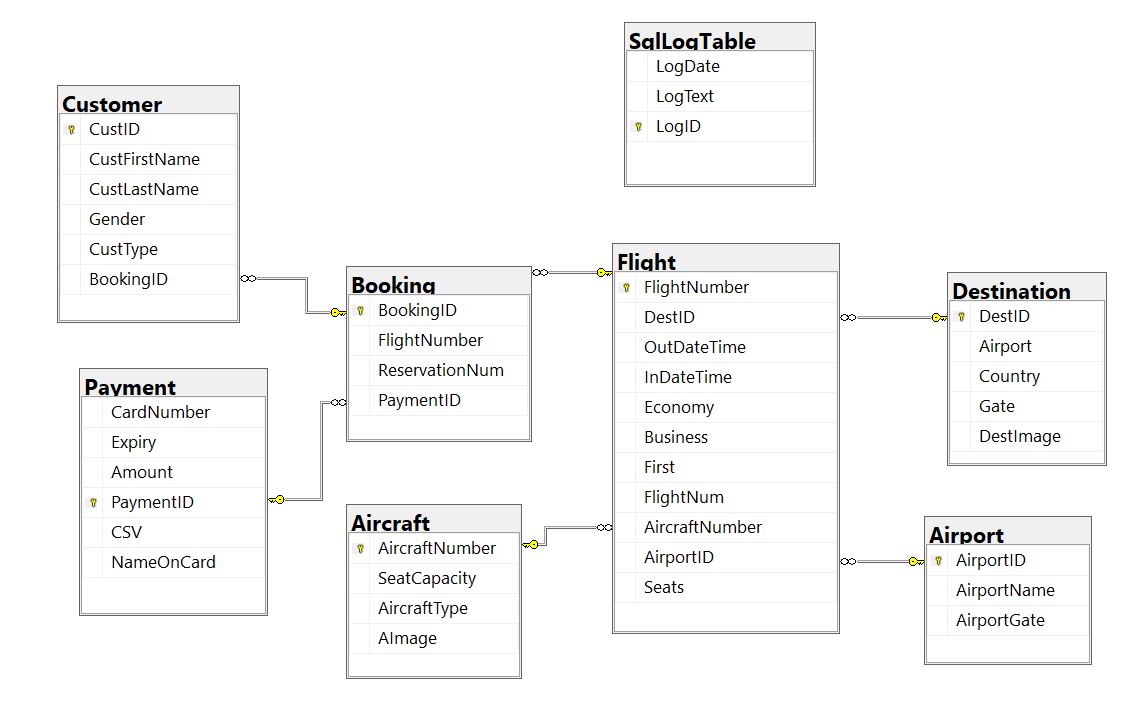 SqlLogTable
LogDate
LogText
LogID
Customer
CustID
CustFirstName
CustLastName
Gender
CustType
BookingID
Booking
BookingID
FlightNumber
ReservationNum
PaymentID
Flight
FlightNumber
DestID
OutDateTime
InDateTime
Economy
Business
First
FlightNum
AircraftNumber
AirportID
Seats
Destination
DestID
Airport
Country
Gate
DestImage
Payment
CardNumber
Expiry
Amount
PaymentID
CSV
NameOnCard
Aircraft
AircraftNumber
SeatCapacity
AircraftType
AImage
Airport
AirportID
AirportName
AirportGate